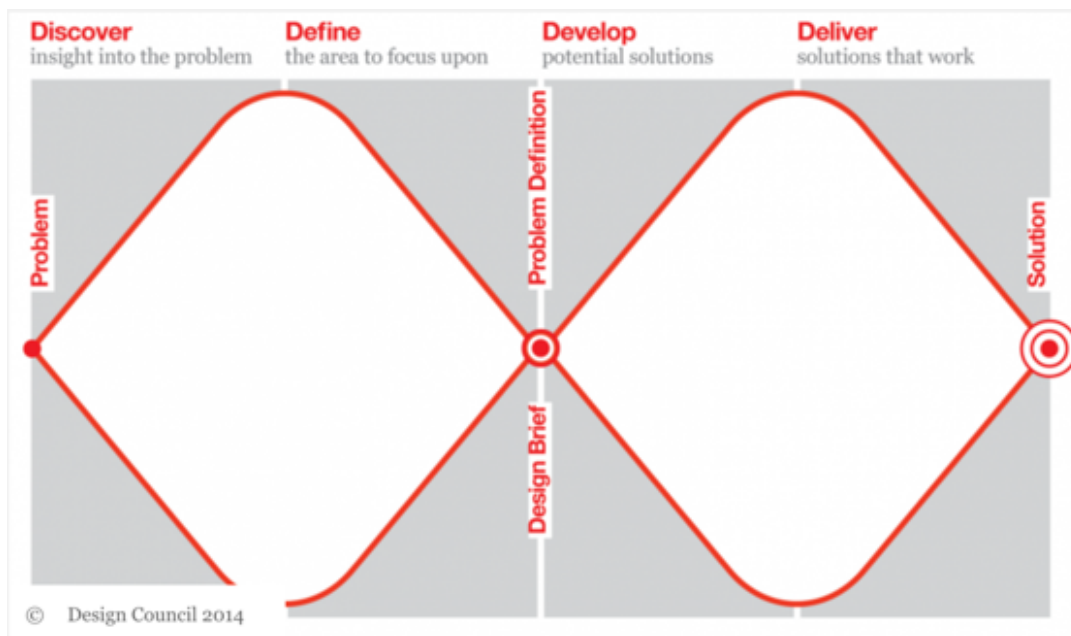 Discover
insight into the problem
Define
the area to focus upon
Develop
potential solutions
Deliver
solutions that work
Problem
Problem Definition
Design Brief
Solution
© Design Council 2014